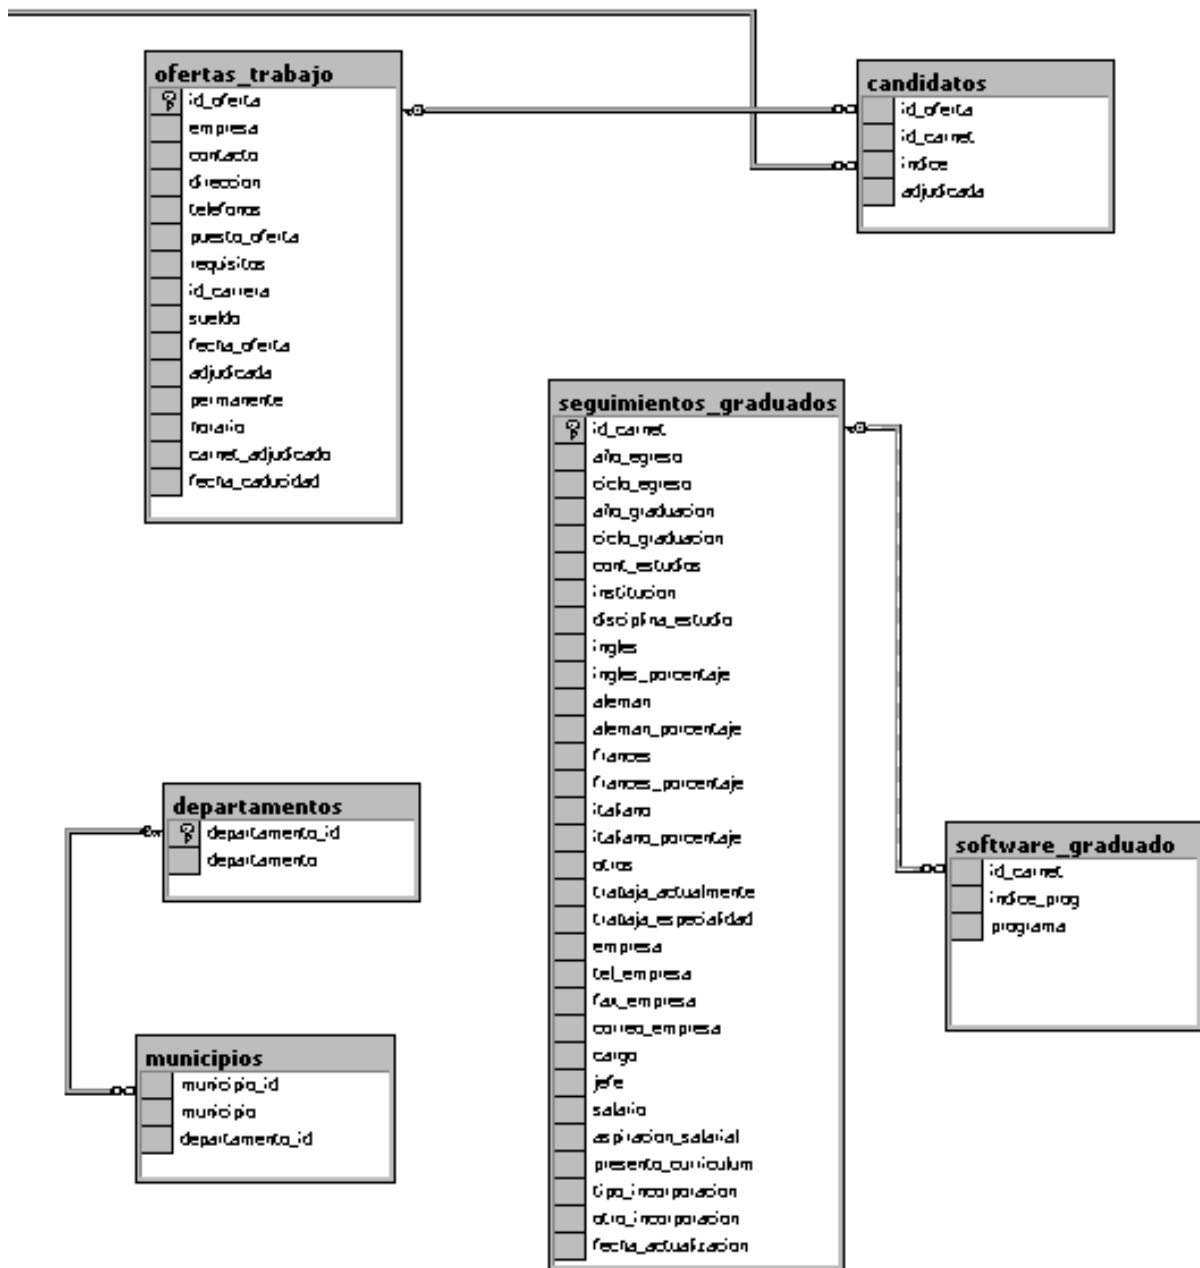 ofertas_trabajo
id_oferta
empresa
contacto
direccion
telefonos
puesto_oferta
requisitos
id_carrera
sueldo
fecha_oferta
adjudicada
permanente
horario
carnet_adjudicado
fecha_caducidad
candidatos
id_oferta
id_carnet
indice
adjudicada
seguimientos_graduados
id_carnet
año_egreso
ciclo_egreso
año_graduacion
ciclo_graduacion
cont_estudios
institucion
disciplina_estudio
ingles
ingles_porcentaje
aleman
aleman_porcentaje
frances
frances_porcentaje
italiano
italiano_porcentaje
otros
trabaja_actualmente
trabaja_especialidad
empresa
tel_empresa
fax_empresa
correo_empresa
cargo
jefe
salario
aspiracion_salarial
presento_curriculum
tipo_incorporacion
otro_incorporacion
fecha_actualizacion
departamentos
departamento_id
departamento
municipios
municipio_id
municipio
departamento_id
software_graduado
id_carnet
indice_prog
programa